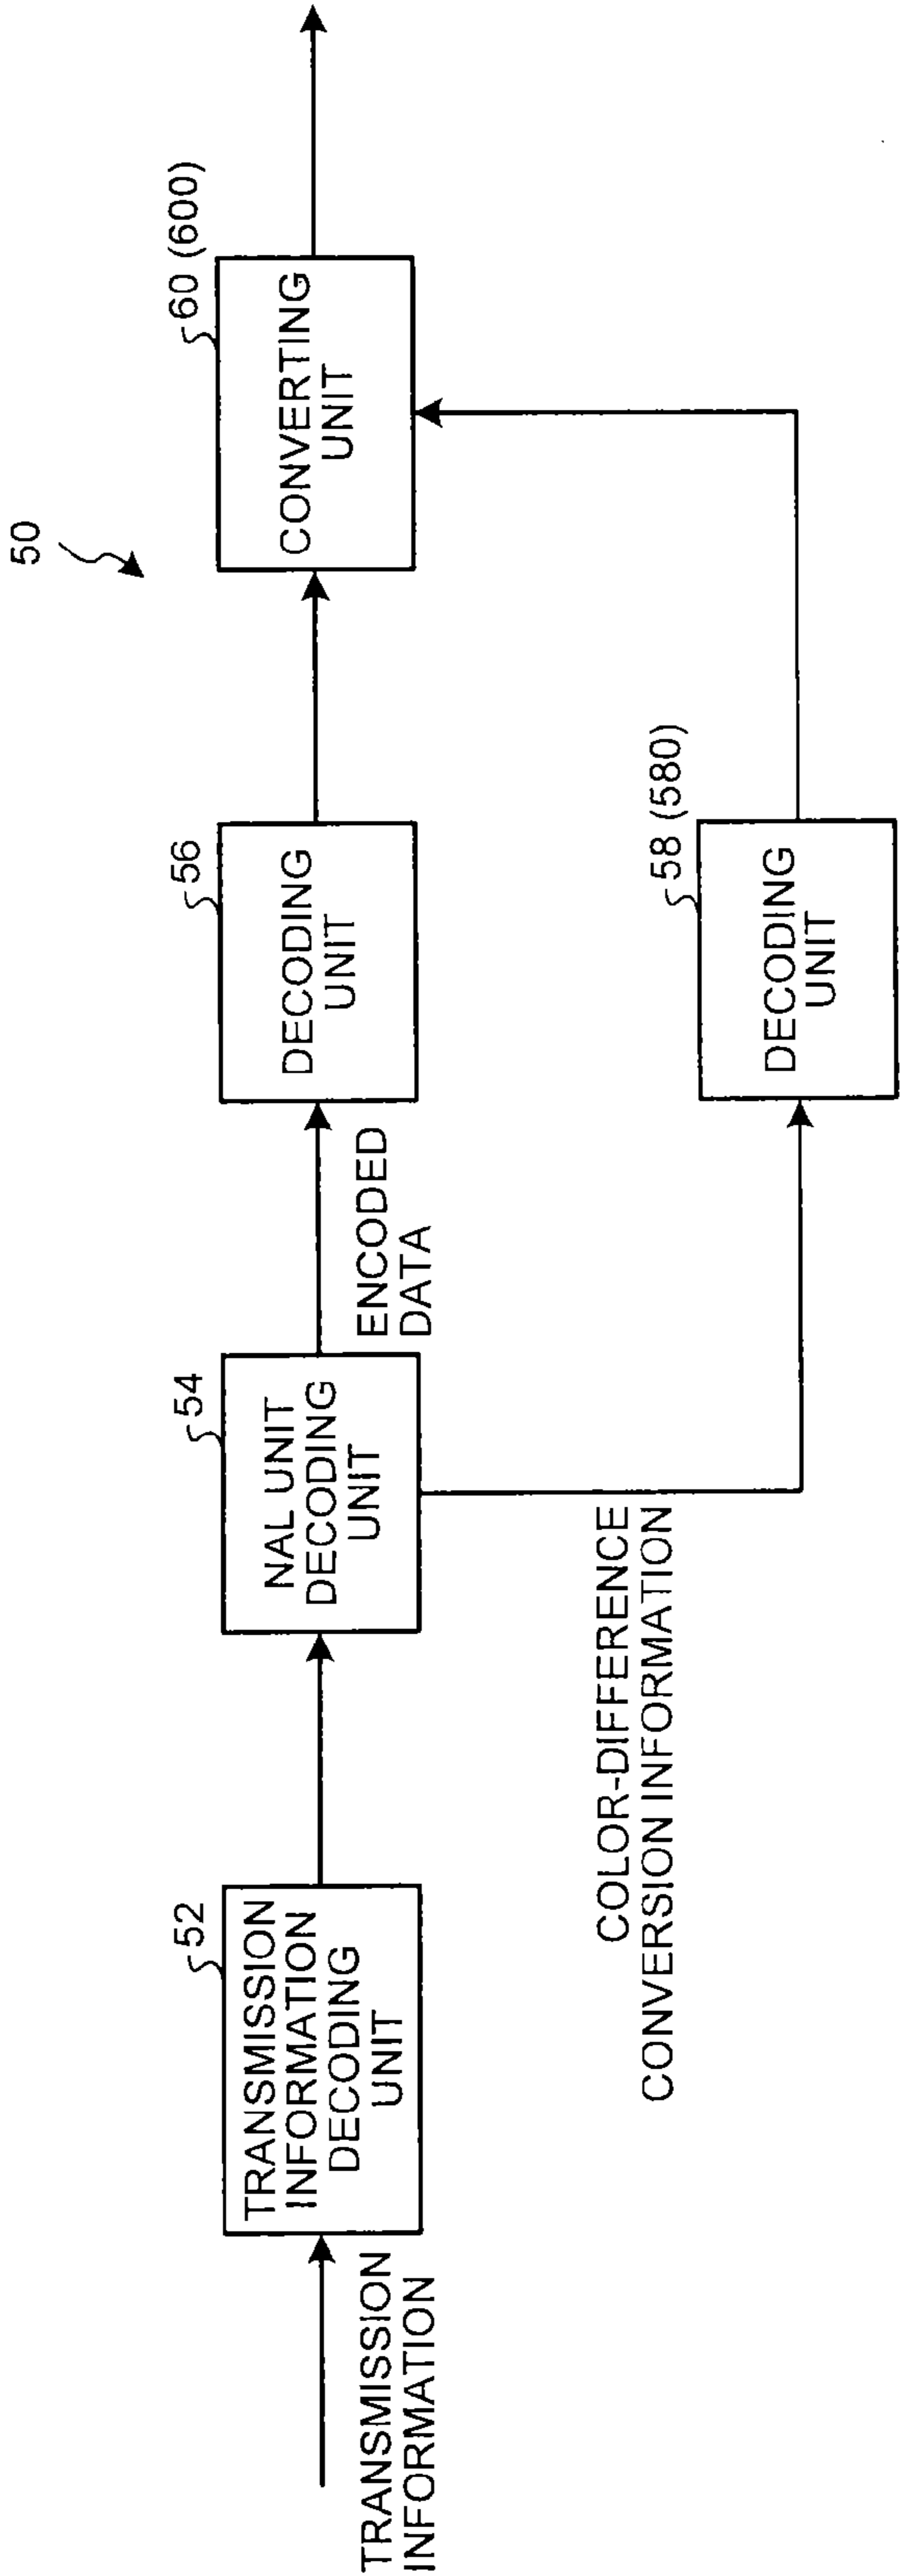 50
52
TRANSMISSION
INFORMATION
DECODING
UNIT
54
NAL UNIT
DECODING
UNIT
56
DECODING
UNIT
60 (600)
CONVERTING
UNIT
TRANSMISSION
INFORMATION
ENCODED
DATA
COLOR-DIFFERENCE
CONVERSION INFORMATION
58 (580)
DECODING
UNIT